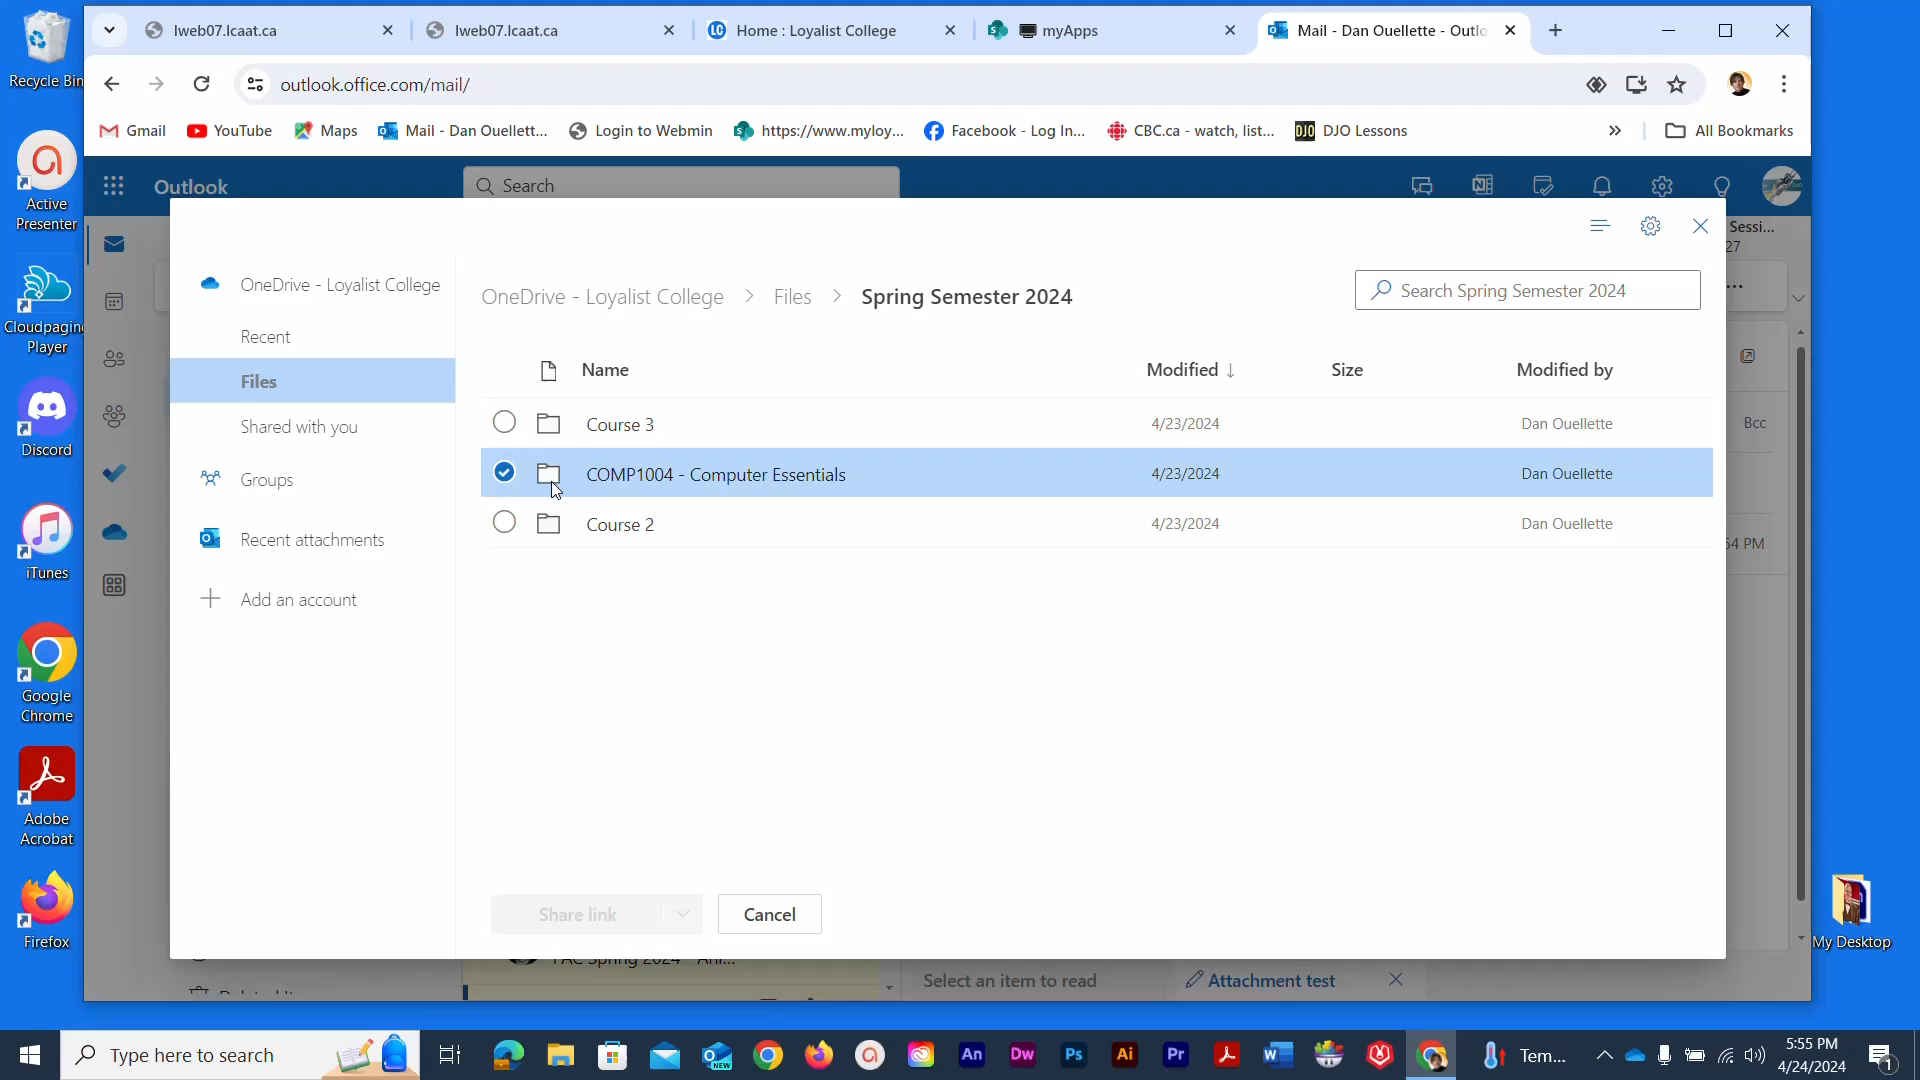 Recycle Bin
Active
Presenter
Cloudpaging
Player
Discord
iTunes
Google
Chrome
Adobe
Acrobat
Firefox
My Desktop
lweb07.lcaat.ca
lweb07.lcaat.ca
Home : Loyalist College
myApps
Mail - Dan Ouellette - Outlo
outlook.office.com/mail/
Gmail
YouTube
Maps
Mail - Dan Ouellett...
Login to Webmin
https://www.myloy...
Facebook - Log In...
CBC.ca - watch, list...
DJO Lessons
All Bookmarks
Outlook
Search
Sessi...
27
OneDrive - Loyalist College
Recent
Files
Shared with you
Groups
Recent attachments
Add an account
OneDrive - Loyalist College > Files > Spring Semester 2024
Search Spring Semester 2024
Name Modified ↓ Size Modified by
Course 3 4/23/2024 Dan Ouellette
COMP1004 - Computer Essentials 4/23/2024 Dan Ouellette
Course 2 4/23/2024 Dan Ouellette
Share link
Cancel
Bcc
54 PM
Select an item to read
Attachment test
Type here to search
Tem...
5:55 PM
4/24/2024
1